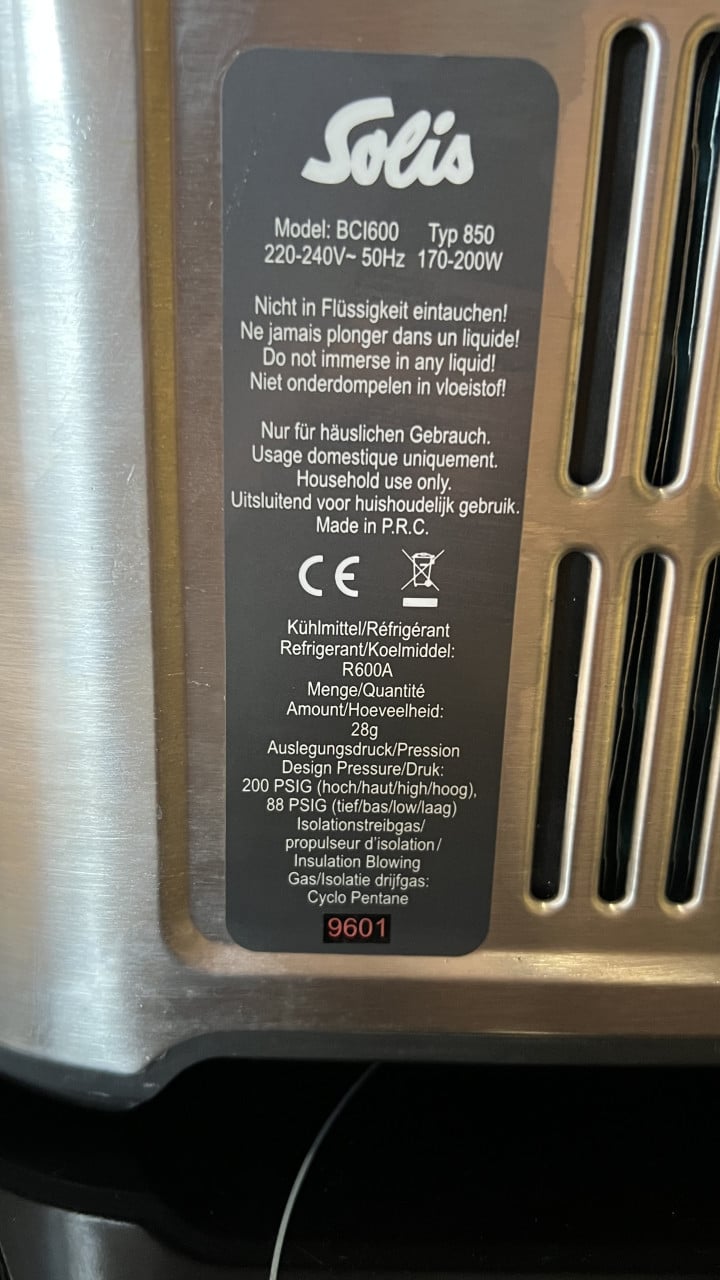 Solis
Model: BCI600 Typ 850
220-240V~ 50Hz 170-200W
Nicht in Flüssigkeit eintauchen!
Ne jamais plonger dans un liquide!
Do not immerse in any liquid!
Niet onderdompelen in vloeistof!
Nur für häuslichen Gebrauch.
Usage domestique uniquement.
Household use only.
Uitsluitend voor huishoudelijk gebruik.
Made in P.R.C.
CE
Kühlmittel/Réfrigérant
Refrigerant/Koelmiddel:
R600A
Menge/Quantité
Amount/Hoeveelheid:
28g
Auslegungsdruck/Pression
Design Pressure/Druk:
200 PSIG (hoch/haut/high/hoog),
88 PSIG (tief/bas/low/laag)
Isolationstreibgas/
propulseur d'isolation/
Insulation Blowing
Gas/Isolatie drijfgas:
Cyclo Pentane
9601